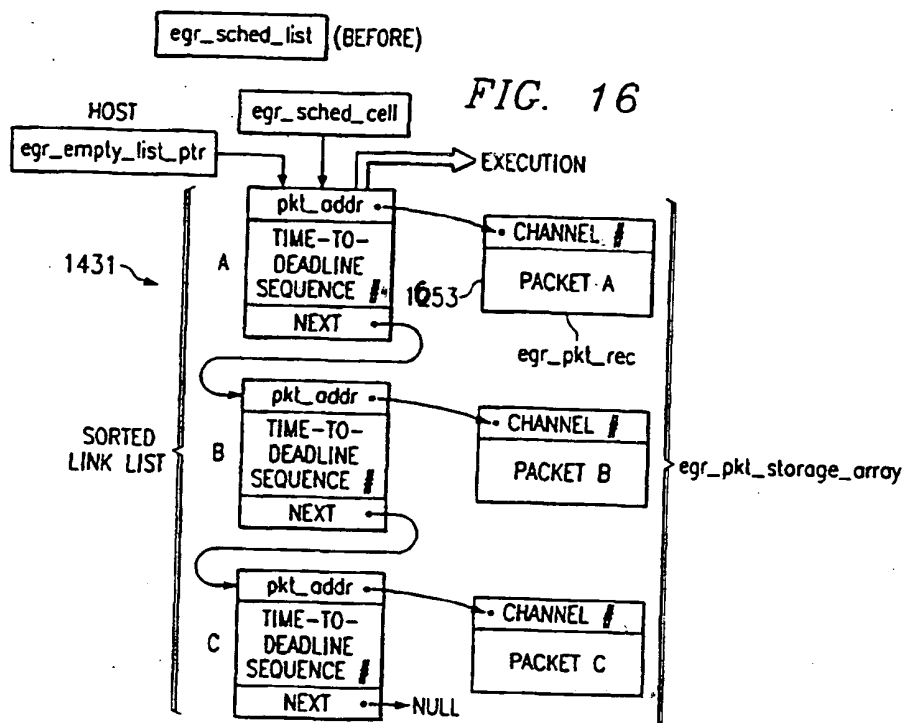 egr_sched_list (BEFORE)
FIG. 16
HOST
egr_sched_cell
egr_empty_list_ptr
EXECUTION
pkt_addr
CHANNEL #
1431
A
TIME-TO-
DEADLINE
SEQUENCE #
1653
PACKET A
NEXT
egr_pkt_rec
pkt_addr
CHANNEL #
SORTED
LINK LIST
B
TIME-TO-
DEADLINE
SEQUENCE #
PACKET B
egr_pkt_storage_array
NEXT
pkt_addr
CHANNEL #
C
TIME-TO-
DEADLINE
SEQUENCE #
PACKET C
NEXT
NULL